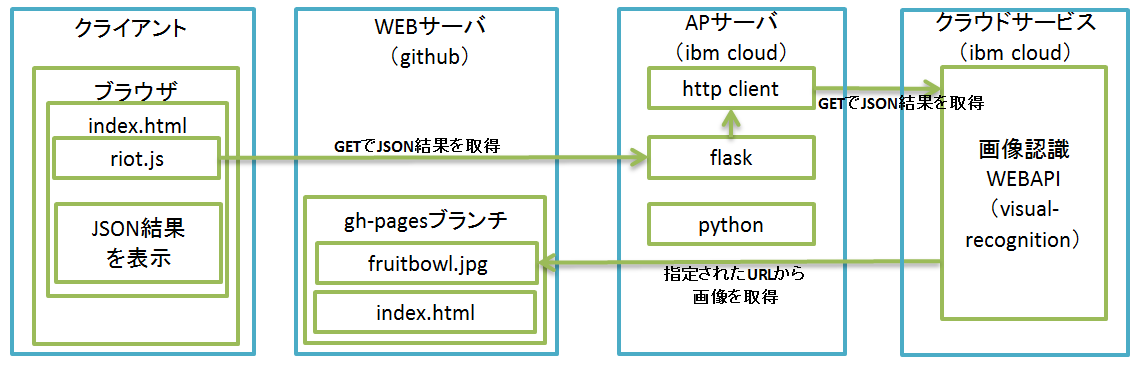 クライアント
ブラウザ
index.html
riot.js
JSON結果
を表示
WEBサーバ
（github）
GETでJSON結果を取得
gh-pagesブランチ
fruitbowl.jpg
index.html
APサーバ
（ibm cloud）
http client
flask
python
GETでJSON結果を取得
指定されたURLから
画像を取得
クラウドサービス
（ibm cloud）
画像認識
WEBAPI
（visual-
recognition）